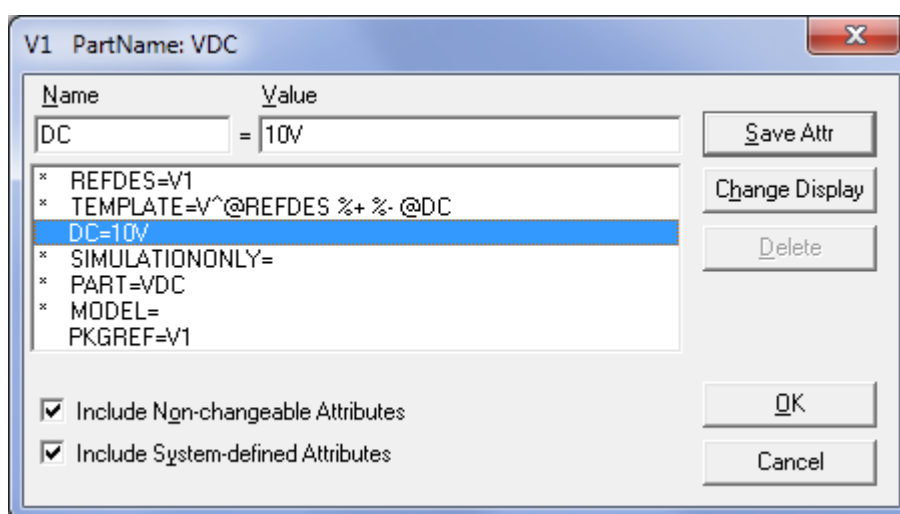 V1 PartName: VDC
Name Value
DC = 10V
Save Attr
* REFDES=V1
Change Display
* TEMPLATE=V^@REFDES %+ %- @DC
DC=10V
Delete
* SIMULATIONONLY=
* PART=VDC
* MODEL=
PKGREF=V1
Include Non-changeable Attributes
OK
Include System-defined Attributes
Cancel